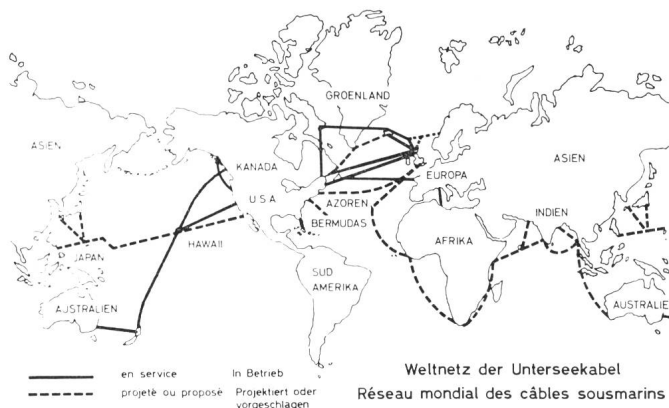 GROENLAND
ASIEN
KANADA
EUROPA
ASIEN
USA
AZOREN
INDIEN
BERMUDAS
JAPAN
HAWAII
AFRIKA
SUD
AMERIKA
AUSTRALIEN
AUSTRALIE
en service In Betrieb
projetè ou proposé Projektiert oder
vorgeschlagen
Weltnetz der Unterseekabel
Réseau mondial des câbles sousmarins